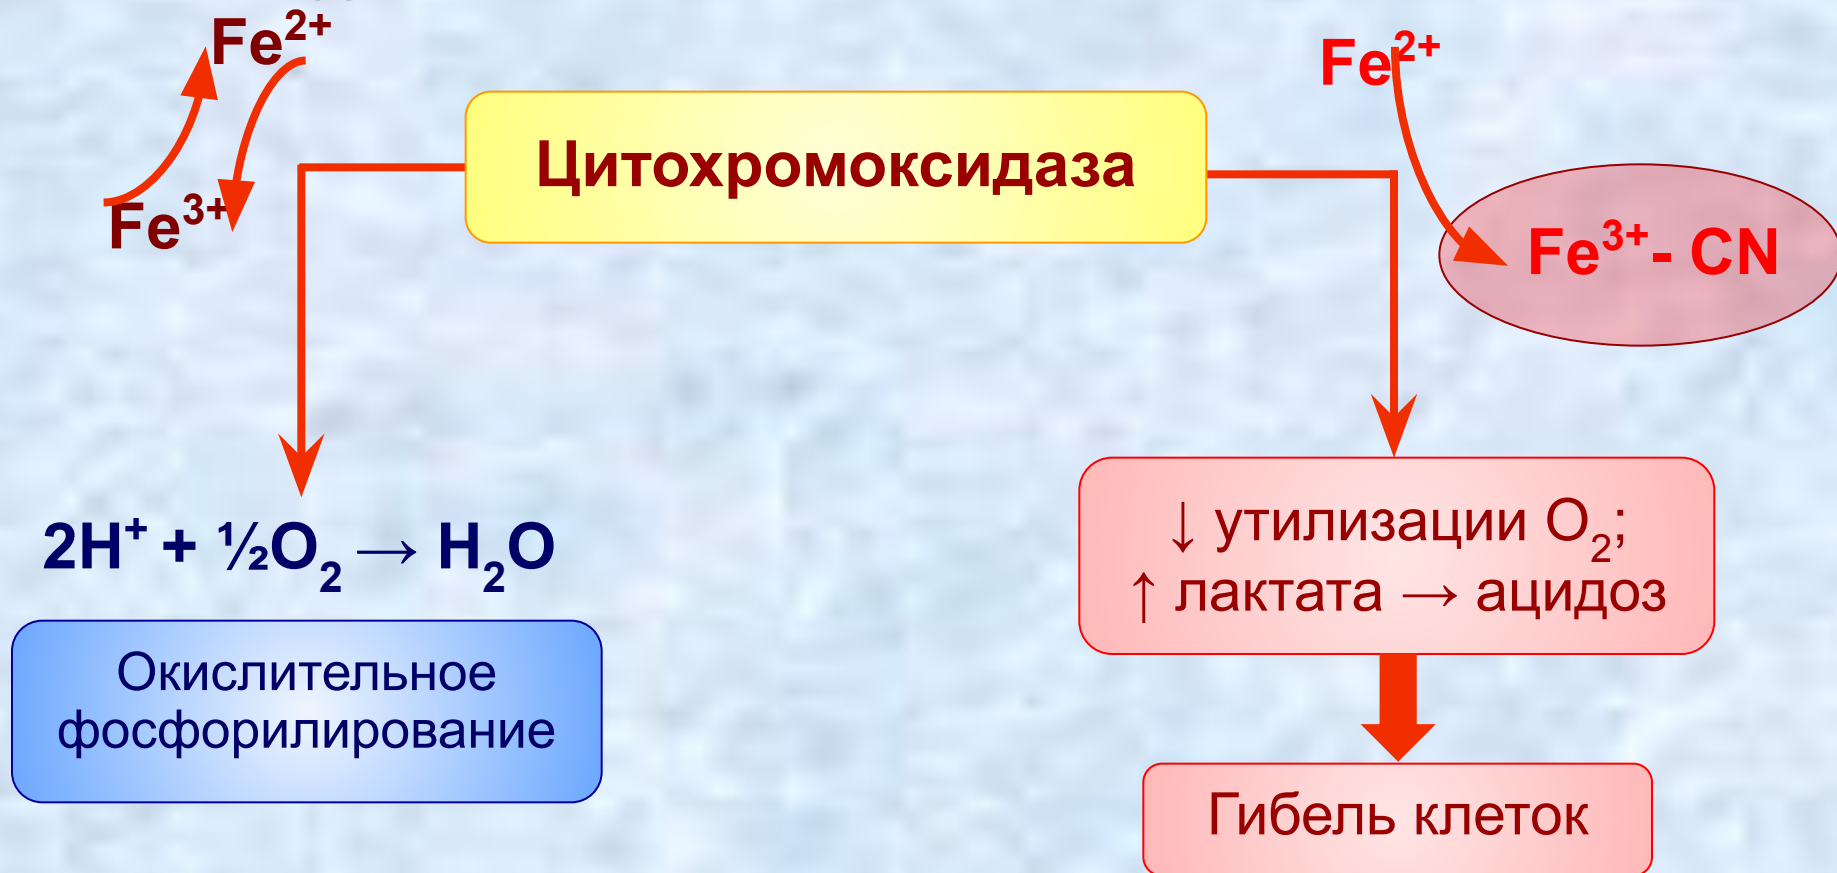 Fe²⁺
Fe³⁺
Цитохромоксидаза
Fe²⁺
Fe³⁺- CN
2H⁺ + ½O₂ → H₂O
Окислительное
фосфорилирование
↓ утилизации O₂;
↑ лактата → ацидоз
Гибель клеток